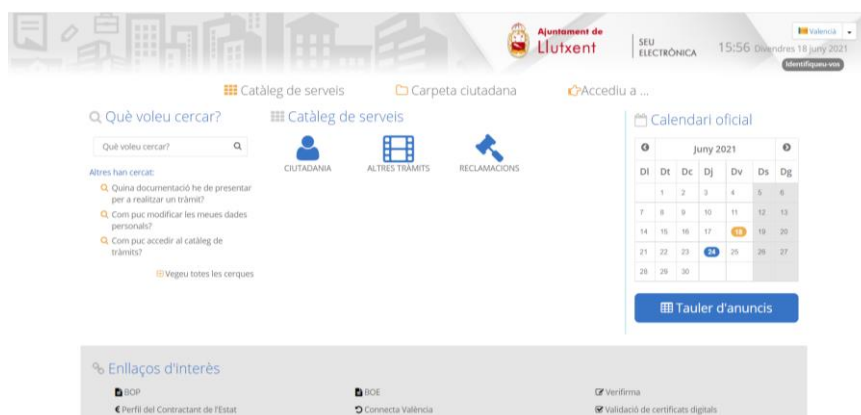 Ajuntament de
Llutxent
SEU
ELECTRÒNICA
15:56 Divendres 18 juny 2021
Valencià
Identifiqueu-vos
Catàleg de serveis
Carpeta ciutadana
Accediu a ...
Què voleu cercar?
Què voleu cercar?
Altres han cercat:
Quina documentació he de presentar
per a realitzar un tràmit?
Com puc modificar les meues dades
personals?
Com puc accedir al catàleg de
tràmits?
Vegeu totes les cerques
Catàleg de serveis
CIUTADANIA
ALTRES TRÀMITS
RECLAMACIONS
Calendari oficial
Juny 2021
Dl Dt Dc Dj Dv Ds Dg
1 2 3 4 5 6
7 8 9 10 11 12 13
14 15 16 17 18 19 20
21 22 23 24 25 26 27
28 29 30
Tauler d'anuncis
Enllaços d'interès
BOP
BOE
Verifirma
Perfil del Contractant de l'Estat
Connecta València
Validació de certificats digitals